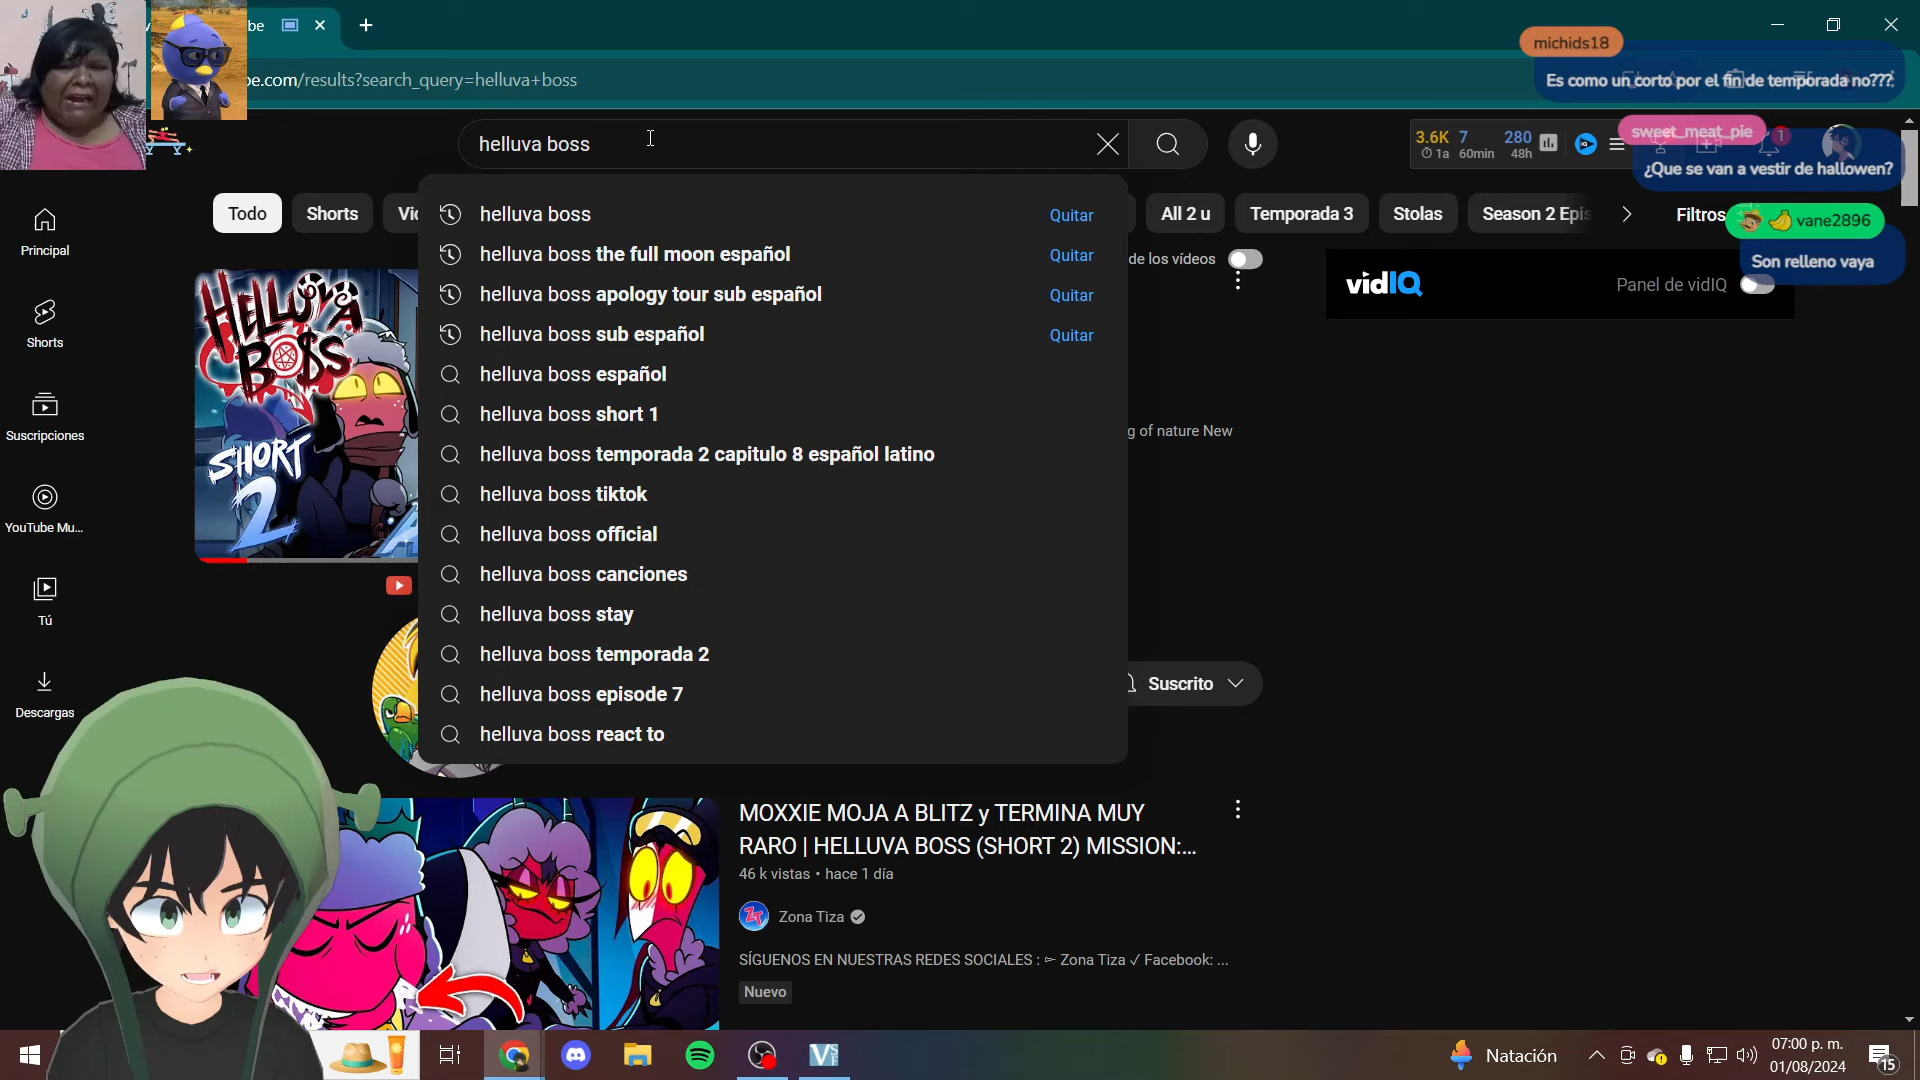 be
be.com/results?search_query=helluva+boss
michids18
Es como un corto por el fin de temporada no???
helluva boss
3.6K 7 280
1a 60min 48h
1
sweet_meat_pie
¿Que se van a vestir de hallowen?
Todo
Shorts
All 2 u
Temporada 3
Stolas
Season 2 Epis
Filtros
vane2896
Son relleno vaya
Principal
Shorts
Suscripciones
YouTube Mu...
Tú
Descargas
HELLUVA
BOSS
SHORT
2
helluva boss Quitar
helluva boss the full moon español Quitar
helluva boss apology tour sub español Quitar
helluva boss sub español Quitar
helluva boss español
helluva boss short 1
helluva boss temporada 2 capitulo 8 español latino
helluva boss tiktok
helluva boss official
helluva boss canciones
helluva boss stay
helluva boss temporada 2
helluva boss episode 7
helluva boss react to
de los vídeos
vidIQ
Panel de vidIQ
g of nature New
Suscrito
MOXXIE MOJA A BLITZ y TERMINA MUY
RARO | HELLUVA BOSS (SHORT 2) MISSION:...
46 k vistas • hace 1 día
ZT
Zona Tiza
SÍGUENOS EN NUESTRAS REDES SOCIALES : ➳ Zona Tiza ✓ Facebook: ...
Nuevo
Natación
07:00 p. m.
01/08/2024
15